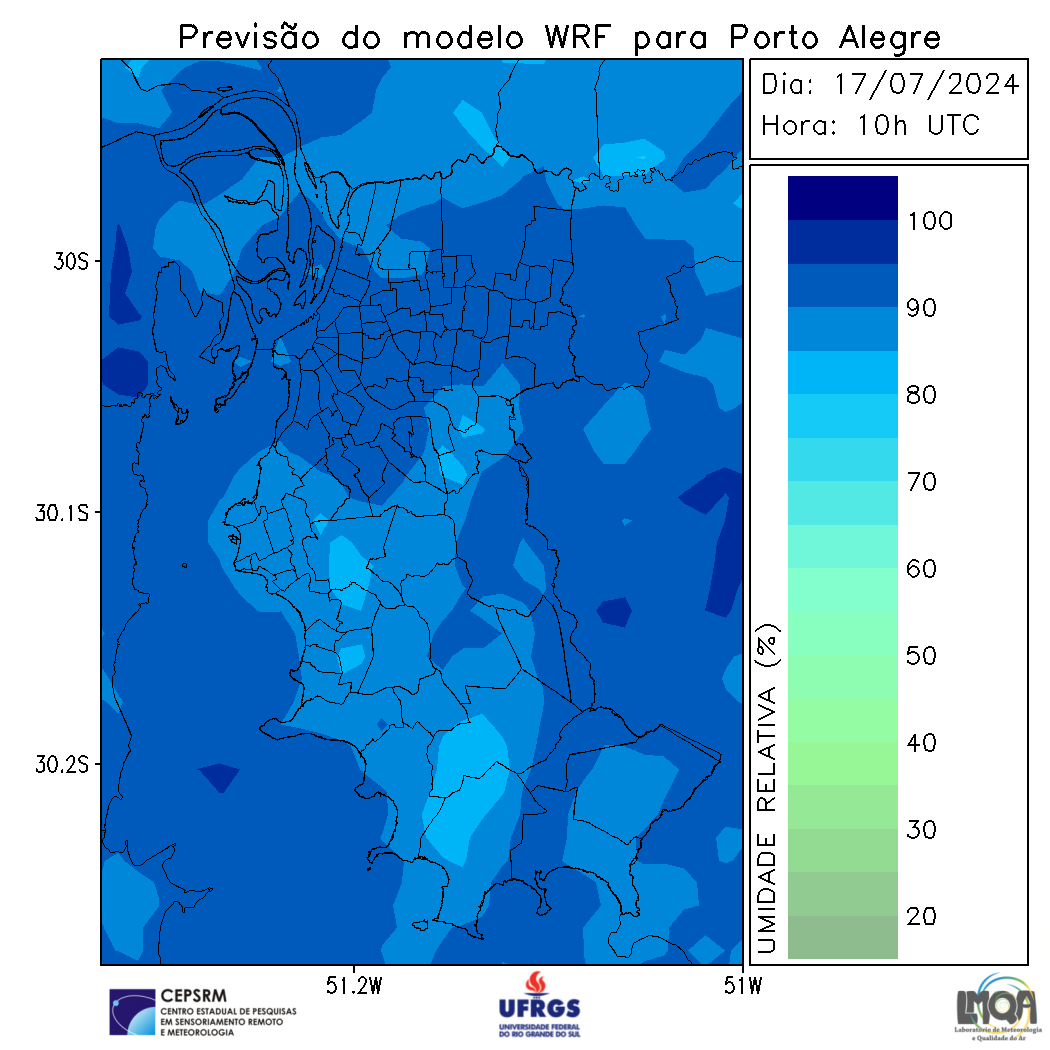 Previsão do modelo WRF para Porto Alegre
Dia: 17/07/2024
Hora: 10h UTC
100
90
80
70
60
50
40
30
20
UMIDADE RELATIVA (%)
30S
30.1S
30.2S
51.2W
51W
CEPSRM
CENTRO ESTADUAL DE PESQUISAS
EM SENSORIAMENTO REMOTO
E METEOROLOGIA
UFRGS
UNIVERSIDADE FEDERAL
DO RIO GRANDE DO SUL
LMQA
Laboratório de Meteorologia
e Qualidade do Ar